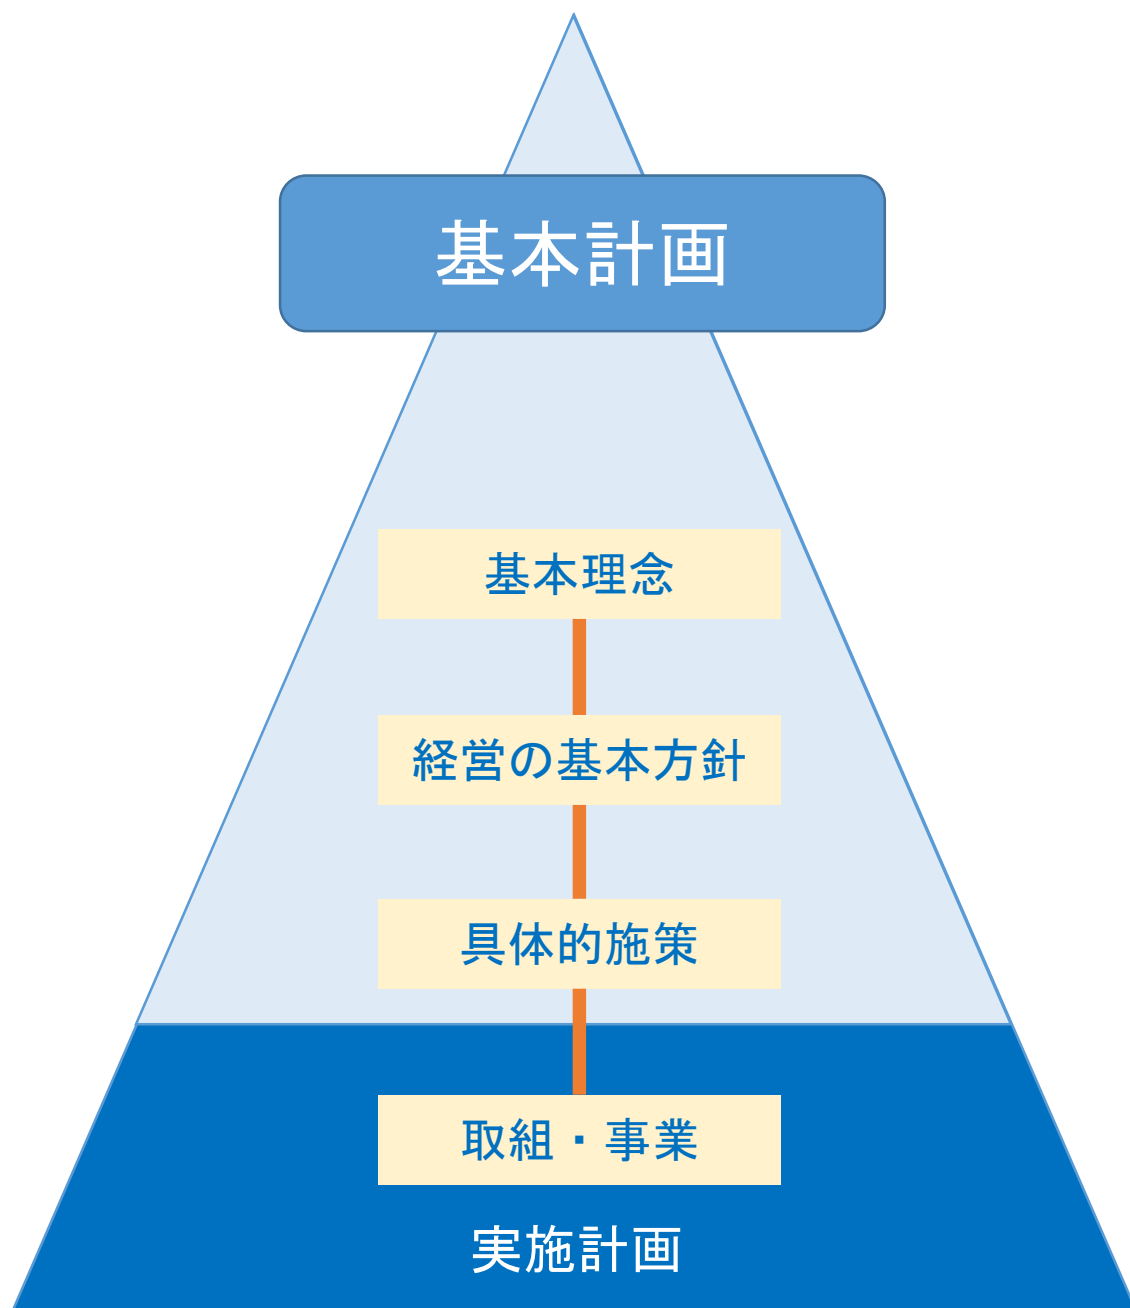 基本計画
基本理念
経営の基本方針
具体的施策
取組・事業
実施計画